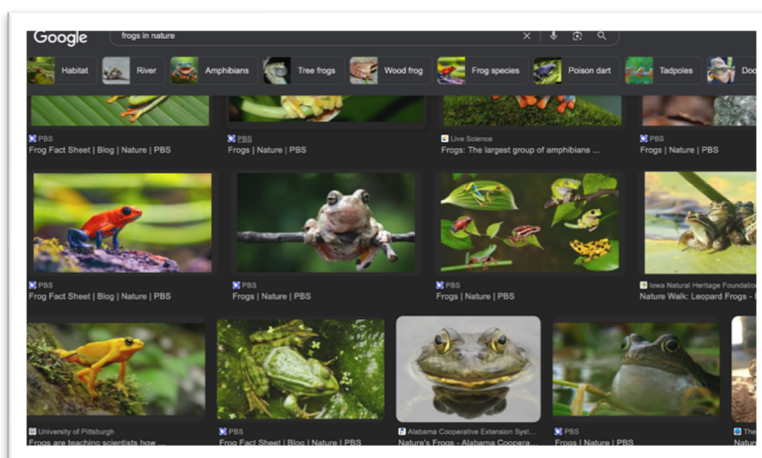 Google
frogs in nature
Habitat
River
Amphibians
Tree frogs
Wood frog
Frog species
Poison dart
Tadpoles
PBS
Frog Fact Sheet | Blog | Nature | PBS
PBS
Frogs | Nature | PBS
Live Science
Frogs: The largest group of amphibians ...
PBS
Frogs | Nature | PBS
PBS
Frog Fact Sheet | Blog | Nature | PBS
PBS
Frogs | Nature | PBS
PBS
Frogs | Nature | PBS
Iowa Natural Heritage Foundation
Nature Walk: Leopard Frogs -
University of Pittsburgh
Frogs are teaching scientists how ...
PBS
Frog Fact Sheet | Blog | Nature | PBS
Alabama Cooperative Extension Syst...
Nature's Frogs - Alabama Coopera...
PBS
Frogs | Nature | PBS
The